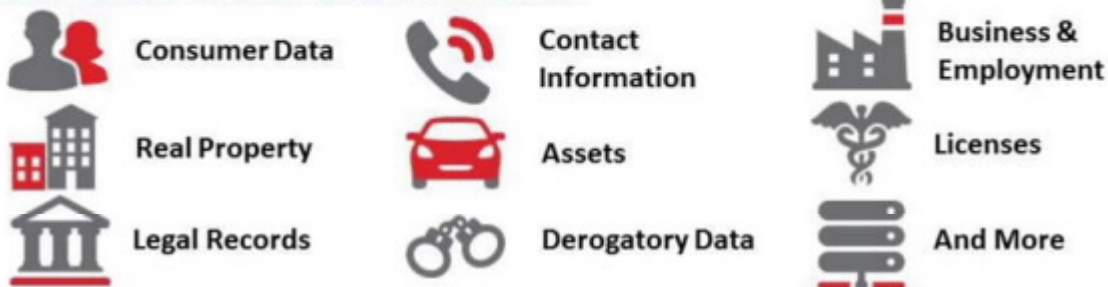 Consumer Data
Contact
Information
Business &
Employment
Real Property
Assets
Licenses
Legal Records
Derogatory Data
And More